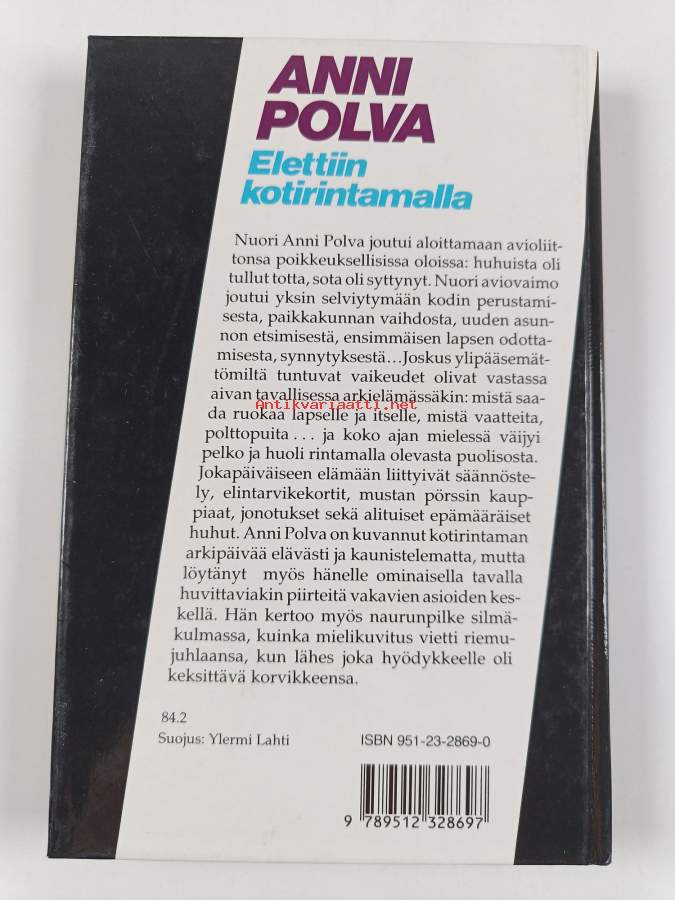 ANNI
POLVA
Elettiin
kotirintamalla
Nuori Anni Polva joutui aloittamaan avioliit-
tonsa poikkeuksellisissa oloissa: huhuista oli
tullut totta, sota oli syttynyt. Nuori aviovaimo
joutui yksin selviytymään kodin perustami-
sesta, paikkakunnan vaihdosta, uuden asun-
non etsimisestä, ensimmäisen lapsen odotta-
misesta, synnytyksestä...Joskus ylipääsemät-
tömiltä tuntuvat vaikeudet olivat vastassa
aivan tavallisessa arkielämässäkin: mistä saa-
Antikvariaatti.net
da ruokaa lapselle ja itselle, mistä vaatteita,
polttopuita ... ja koko ajan mielessä väijyi
pelko ja huoli rintamalla olevasta puolisosta.
Jokapäiväiseen elämään liittyivät säännöste-
ly, elintarvikekortit, mustan pörssin kaup-
piaat, jonotukset sekä alituiset epämääräiset
huhut. Anni Polva on kuvannut kotirintaman
arkipäivää elävästi ja kaunistelematta, mutta
löytänyt myös hänelle ominaisella tavalla
huvittaviakin piirteitä vakavien asioiden kes-
kellä. Hän kertoo myös naurunpilke silmä-
kulmassa, kuinka mielikuvitus vietti riemu-
juhlaansa, kun lähes joka hyödykkeelle oli
keksittävä korvikkeensa.
84.2
Suojus: Ylermi Lahti
ISBN 951-23-2869-0
9 789512 328697